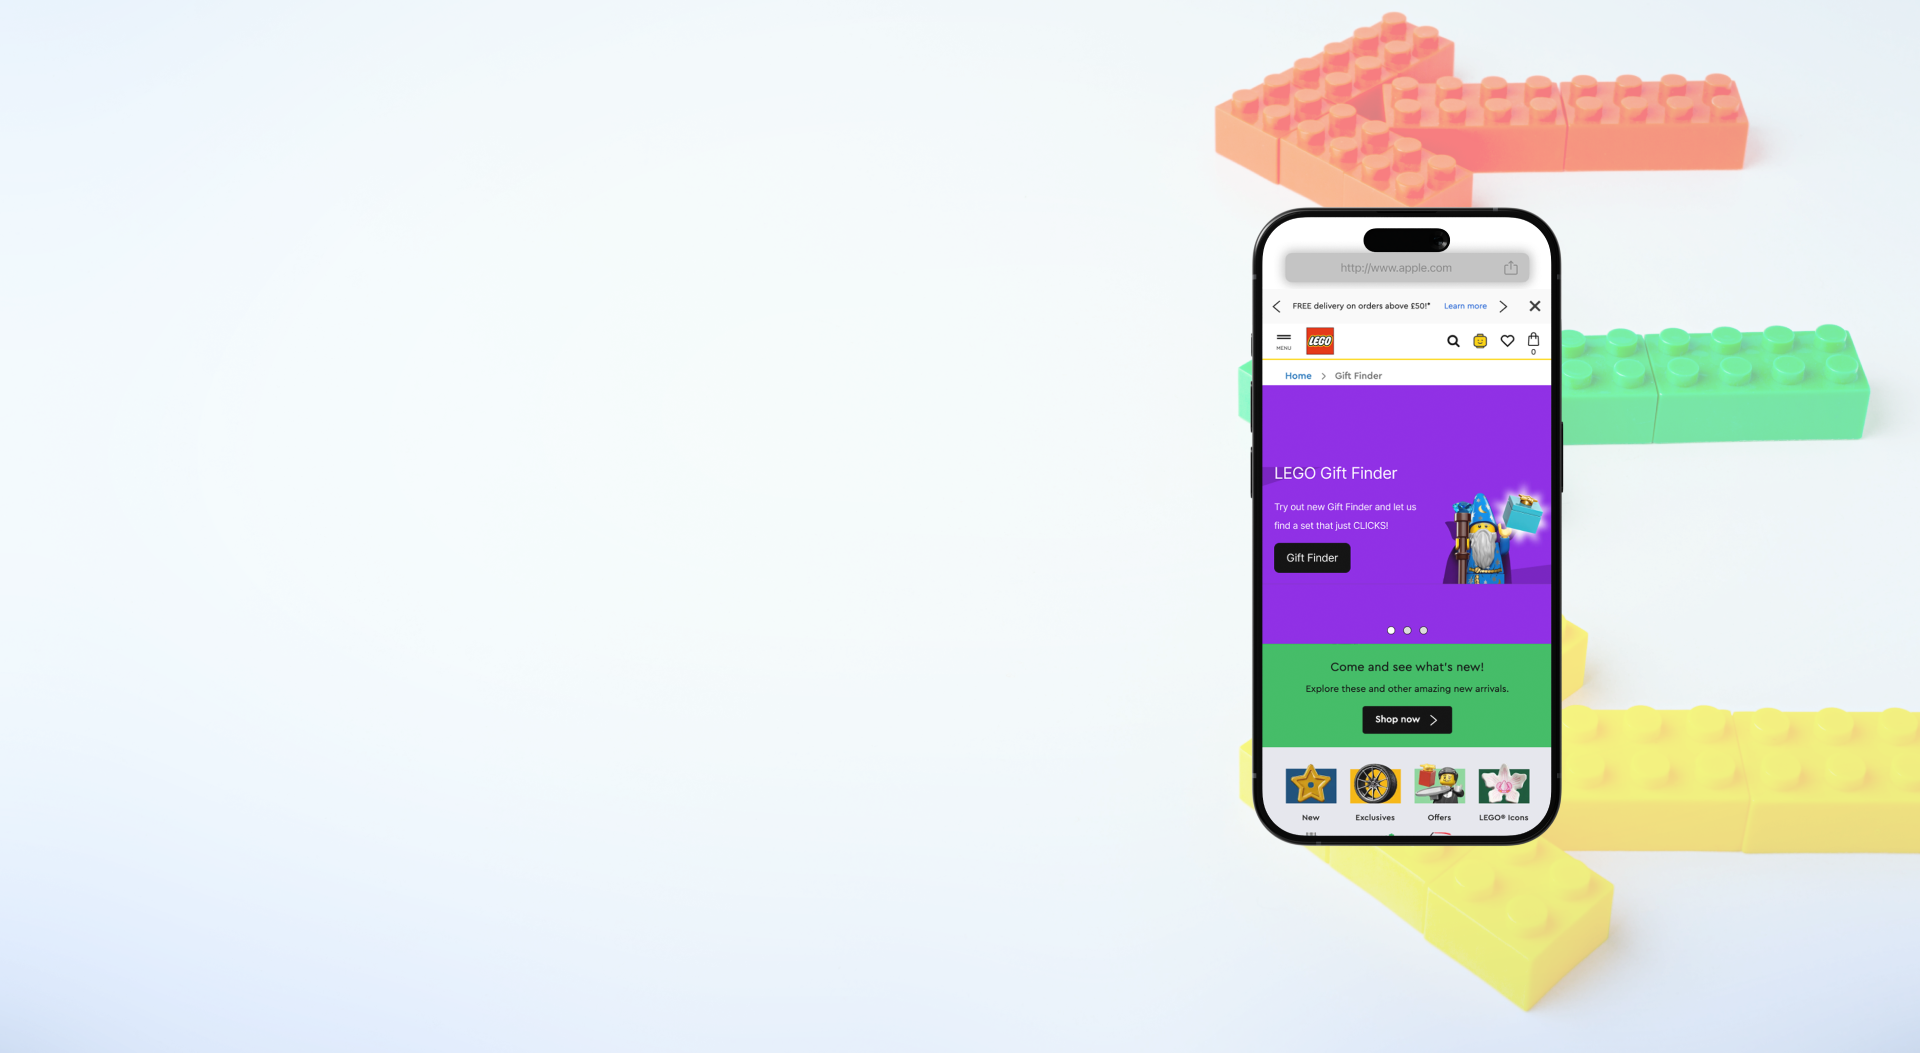 http://www.apple.com
FREE delivery on orders above £50!* Learn more
MENU
LEGO
0
Home > Gift Finder
LEGO Gift Finder
Try out new Gift Finder and let us
find a set that just CLICKS!
Gift Finder
Come and see what's new!
Explore these and other amazing new arrivals.
Shop now
New Exclusives Offers LEGO® Icons